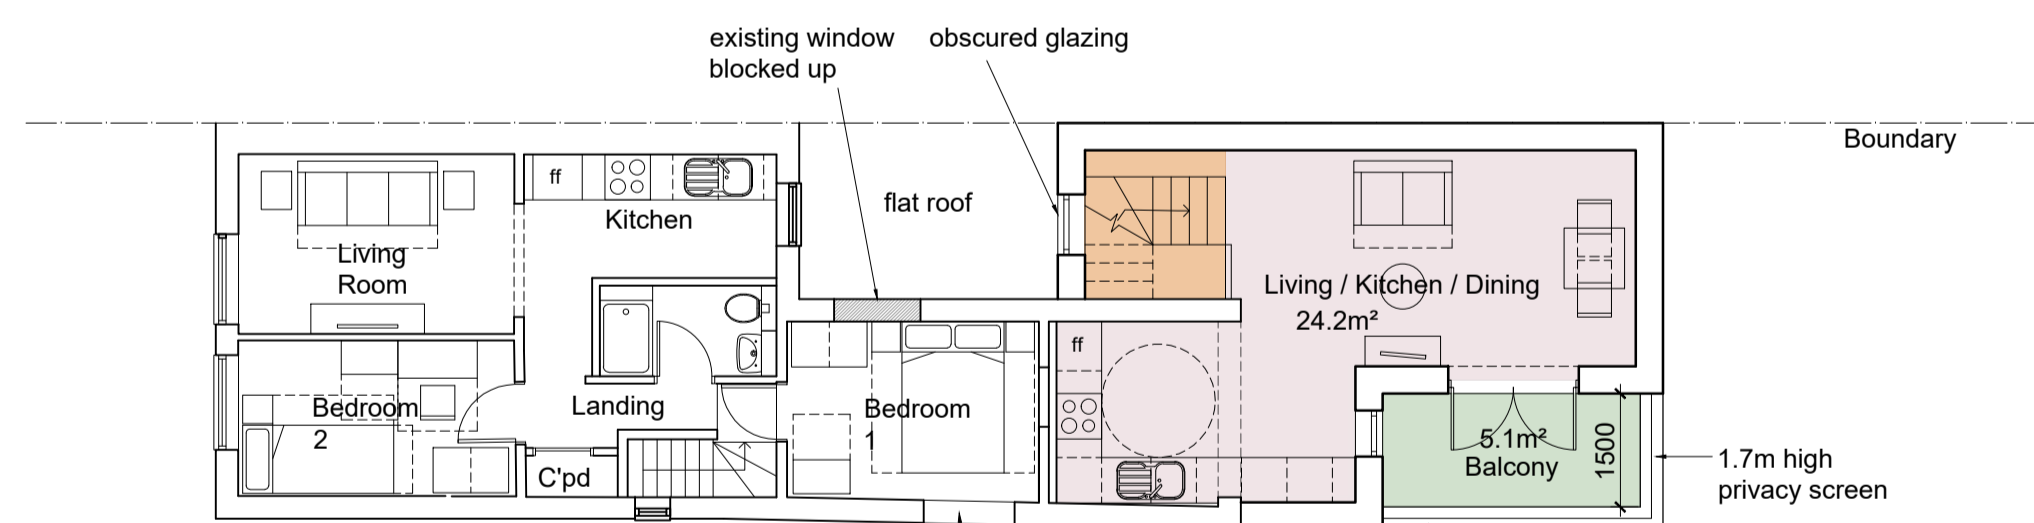 existing window
blocked up
obscured glazing
Boundary
ff
Kitchen
flat roof
Living
Room
Living / Kitchen / Dining
24.2m²
ff
Bedroom
2
Landing
Bedroom
1
C'pd
5.1m²
Balcony
1500
1.7m high
privacy screen